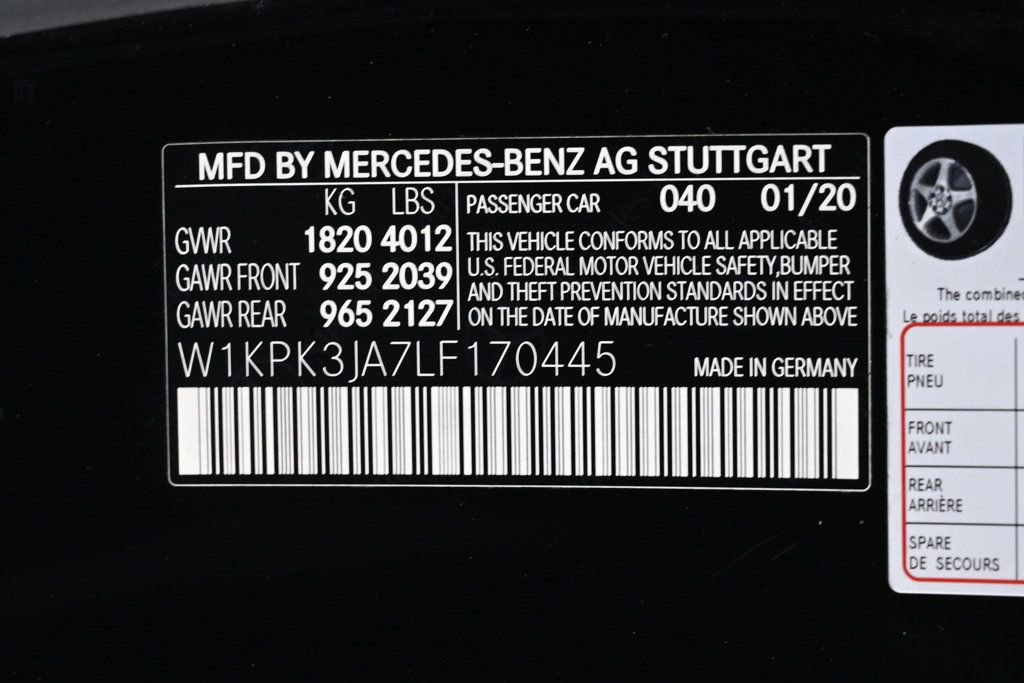 MFD BY MERCEDES-BENZ AG STUTTGART
KG LBS
GVWR 1820 4012
GAWR FRONT 925 2039
GAWR REAR 965 2127
PASSENGER CAR 040 01/20
THIS VEHICLE CONFORMS TO ALL APPLICABLE
U.S. FEDERAL MOTOR VEHICLE SAFETY,BUMPER
AND THEFT PREVENTION STANDARDS IN EFFECT
ON THE DATE OF MANUFACTURE SHOWN ABOVE
W1KPK3JA7LF170445 MADE IN GERMANY
The combined
Le poids total des
TIRE
PNEU
FRONT
AVANT
REAR
ARRIÈRE
SPARE
DE SECOURS